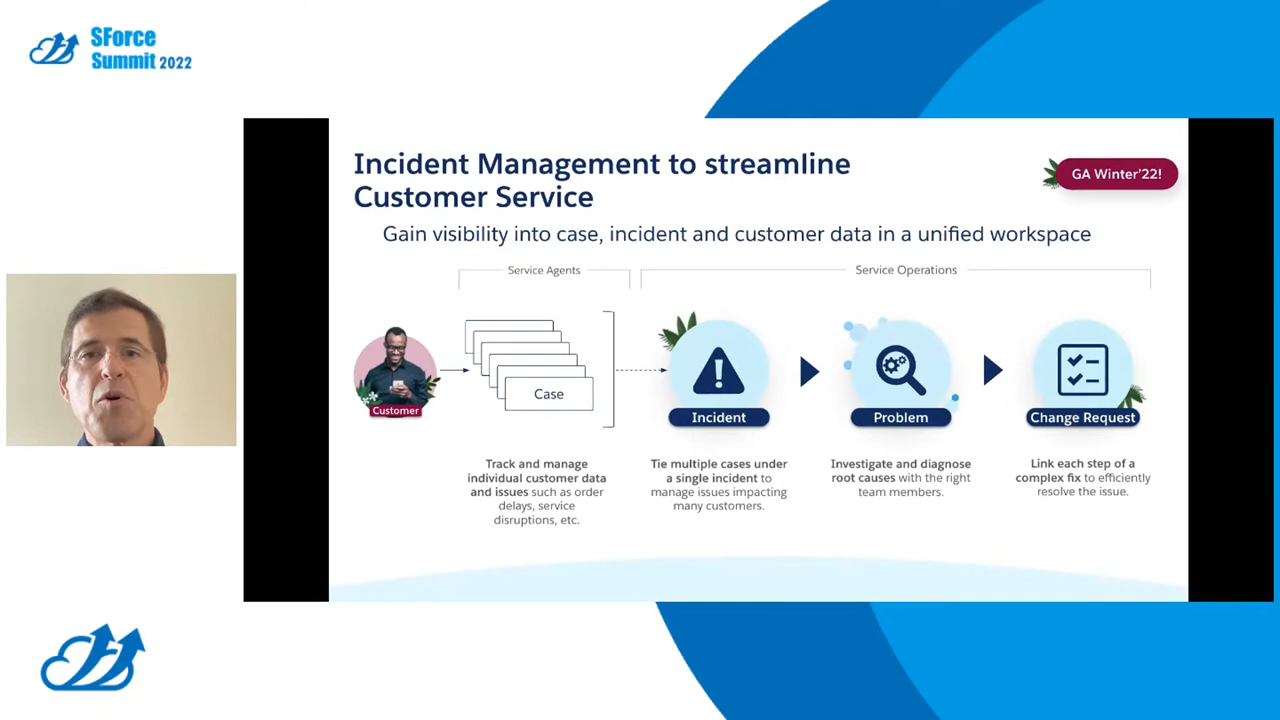 SForce
Summit 2022
Incident Management to streamline
Customer Service
GA Winter'22!
Gain visibility into case, incident and customer data in a unified workspace
Service Agents
Service Operations
Customer
Case
Incident
Problem
Change Request
Track and manage
individual customer data
and issues such as order
delays, service
disruptions, etc.
Tie multiple cases under
a single incident to
manage issues impacting
many customers.
Investigate and diagnose
root causes with the right
team members.
Link each step of a
complex fix to efficiently
resolve the issue.